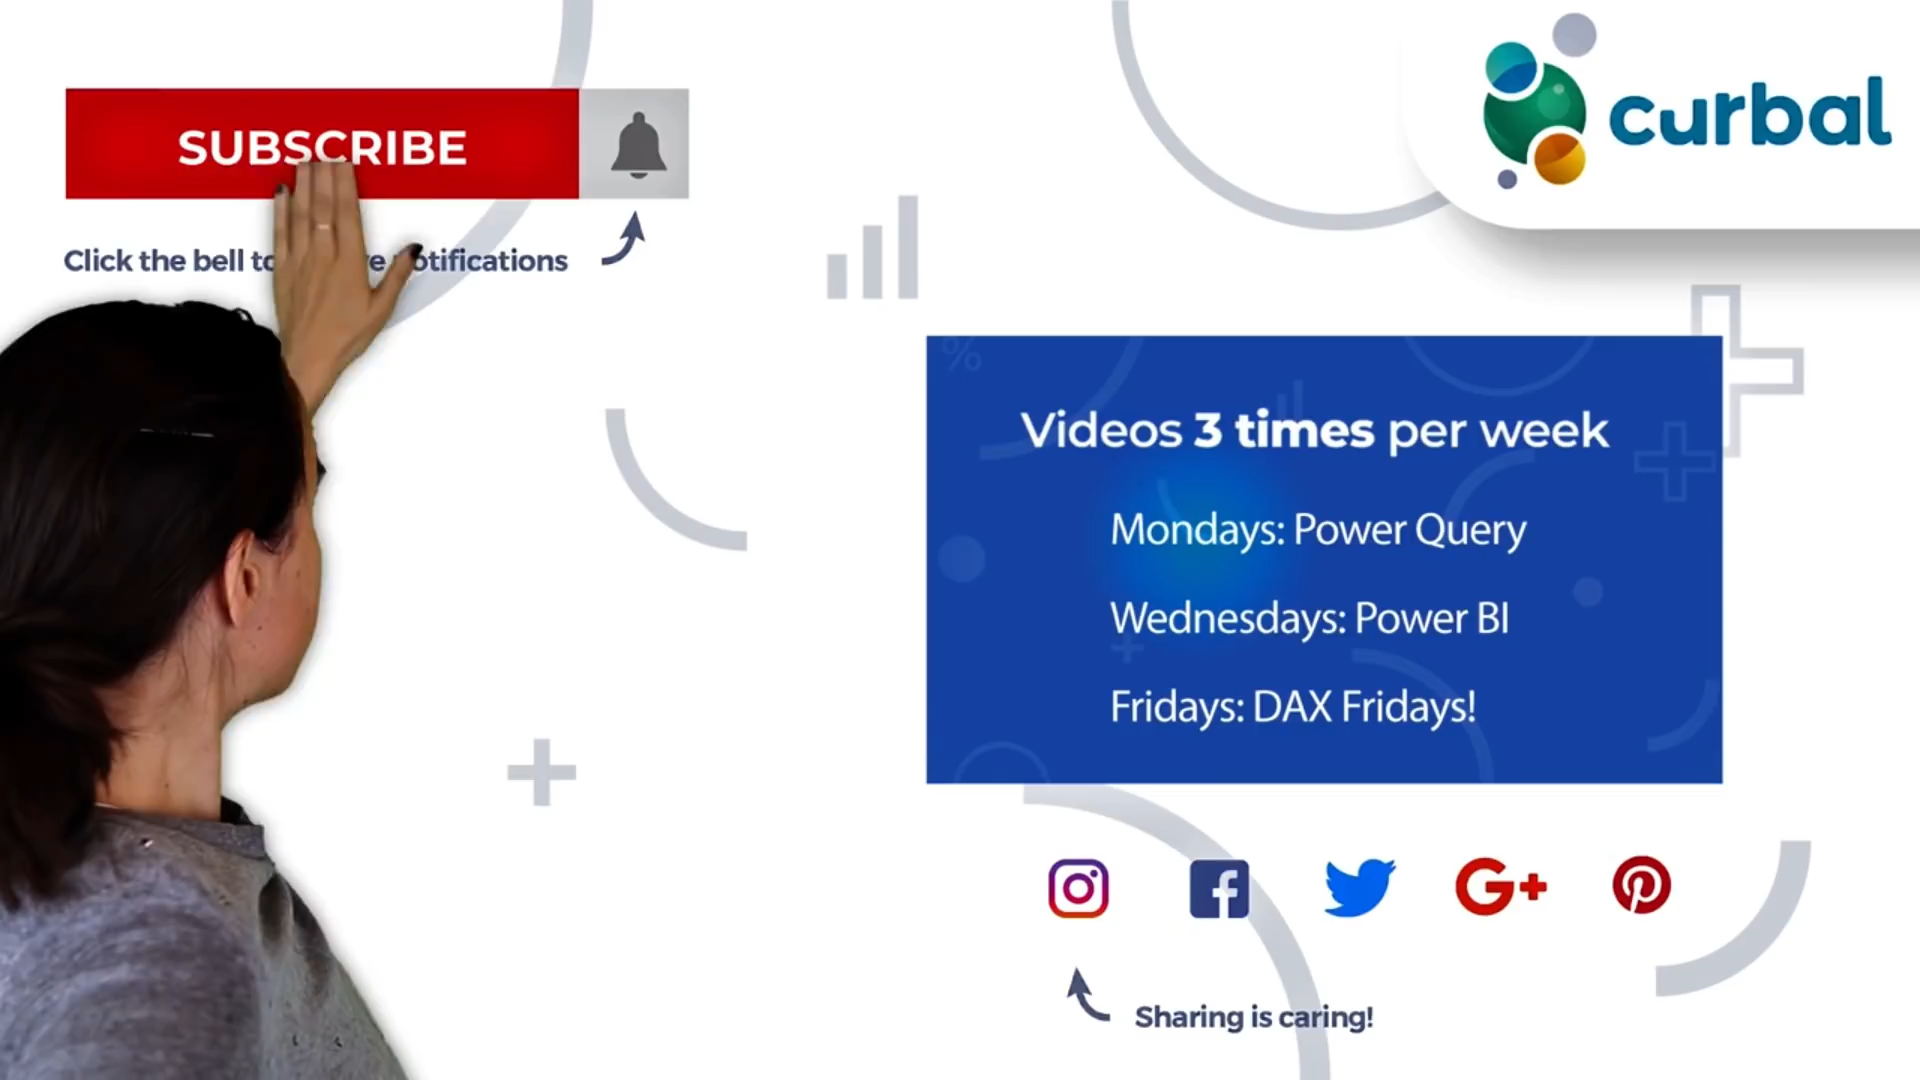 SUBSCRIBE
curbal
Click the bell to notifications
Videos 3 times per week
Mondays: Power Query
Wednesdays: Power BI
Fridays: DAX Fridays!
Sharing is caring!